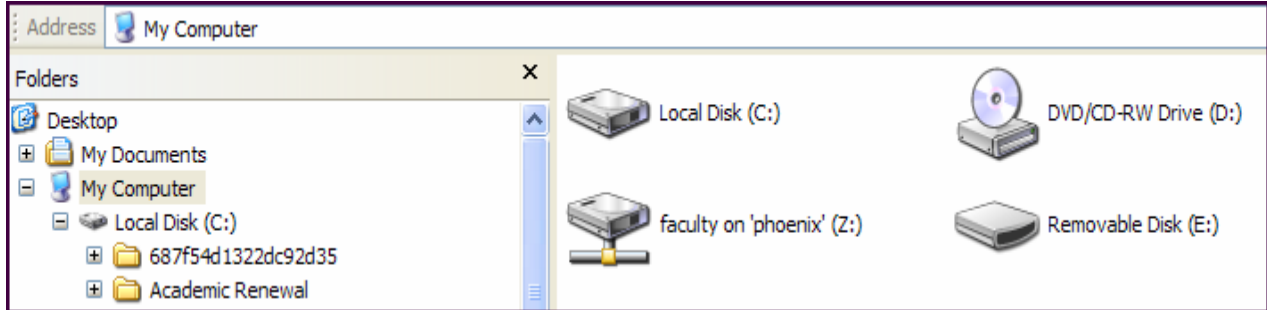 Address My Computer
Folders
Desktop
My Documents
My Computer
Local Disk (C:)
687f54d1322dc92d35
Academic Renewal
Local Disk (C:)
DVD/CD-RW Drive (D:)
faculty on 'phoenix' (Z:)
Removable Disk (E:)